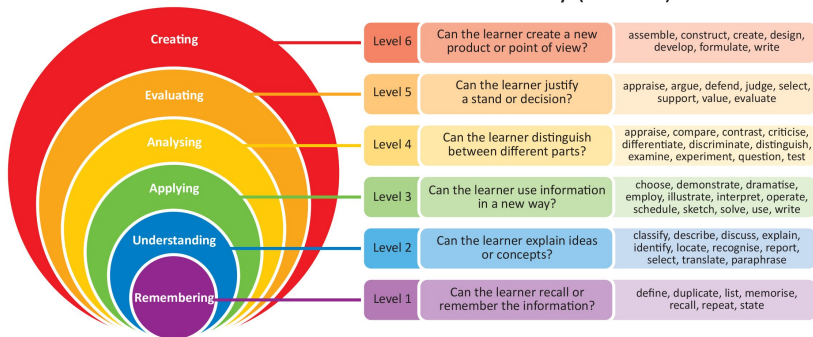 Creating
Level 6
Can the learner create a new
product or point of view?
assemble, construct, create, design,
develop, formulate, write
Evaluating
Level 5
Can the learner justify
a stand or decision?
appraise, argue, defend, judge, select,
support, value, evaluate
Analysing
Level 4
Can the learner distinguish
between different parts?
appraise, compare, contrast, criticise,
differentiate, discriminate, distinguish,
examine, experiment, question, test
Applying
Level 3
Can the learner use information
in a new way?
choose, demonstrate, dramatise,
employ, illustrate, interpret, operate,
schedule, sketch, solve, use, write
Understanding
Level 2
Can the learner explain ideas
or concepts?
classify, describe, discuss, explain,
identify, locate, recognise, report,
select, translate, paraphrase
Remembering
Level 1
Can the learner recall or
remember the information?
define, duplicate, list, memorise,
recall, repeat, state